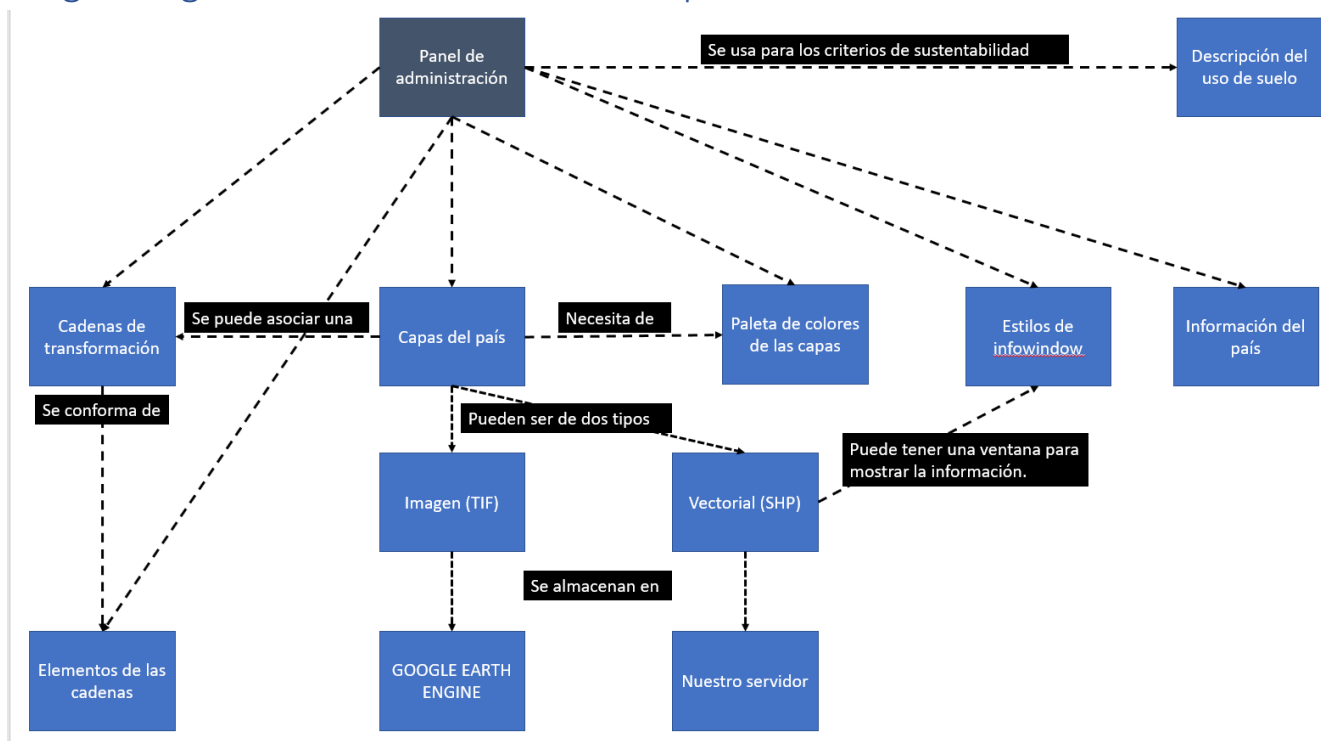 Panel de
administración
Se usa para los criterios de sustentabilidad
Descripción del
uso de suelo
Cadenas de
transformación
Se puede asociar una
Capas del país
Necesita de
Paleta de colores
de las capas
Estilos de
infowindow
Información del
país
Se conforma de
Pueden ser de dos tipos
Puede tener una ventana para
mostrar la información.
Imagen (TIF)
Vectorial (SHP)
Se almacenan en
Elementos de las
cadenas
GOOGLE EARTH
ENGINE
Nuestro servidor